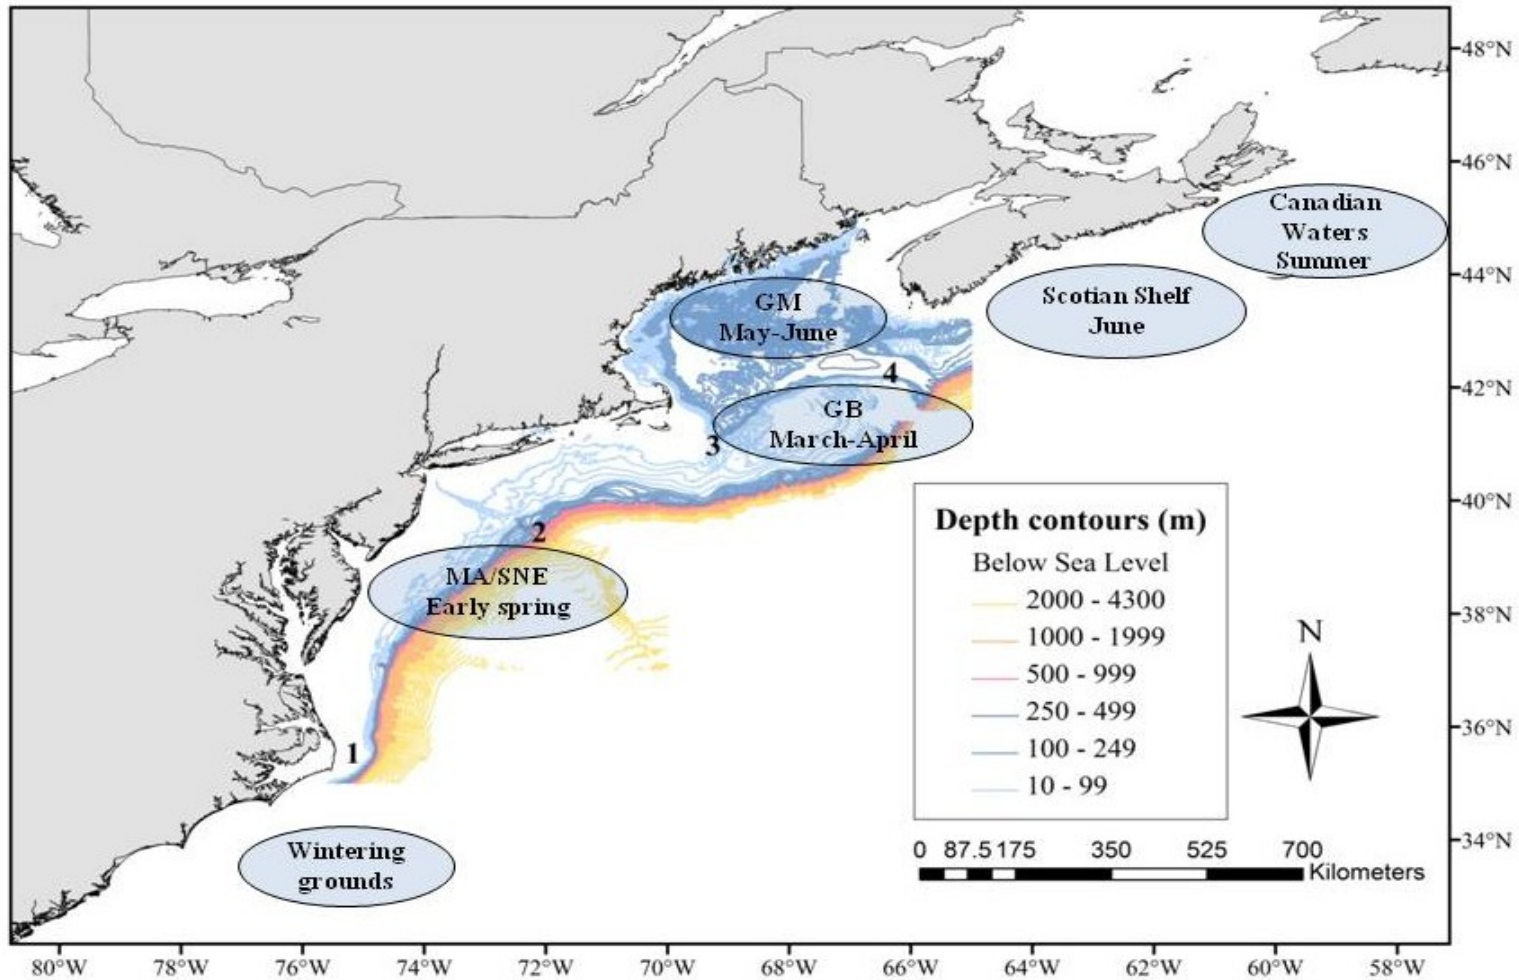 48°N
46°N
Canadian
Waters
Summer
44°N
Scotian Shelf
June
GM
May-June
4
42°N
GB
March-April
3
40°N
2
MA/SNE
Early spring
38°N
Depth contours (m)
Below Sea Level
2000 - 4300
1000 - 1999
500 - 999
250 - 499
100 - 249
10 - 99
N
36°N
1
34°N
Wintering
grounds
0 87.5 175 350 525 700
Kilometers
80°W 78°W 76°W 74°W 72°W 70°W 68°W 66°W 64°W 62°W 60°W 58°W